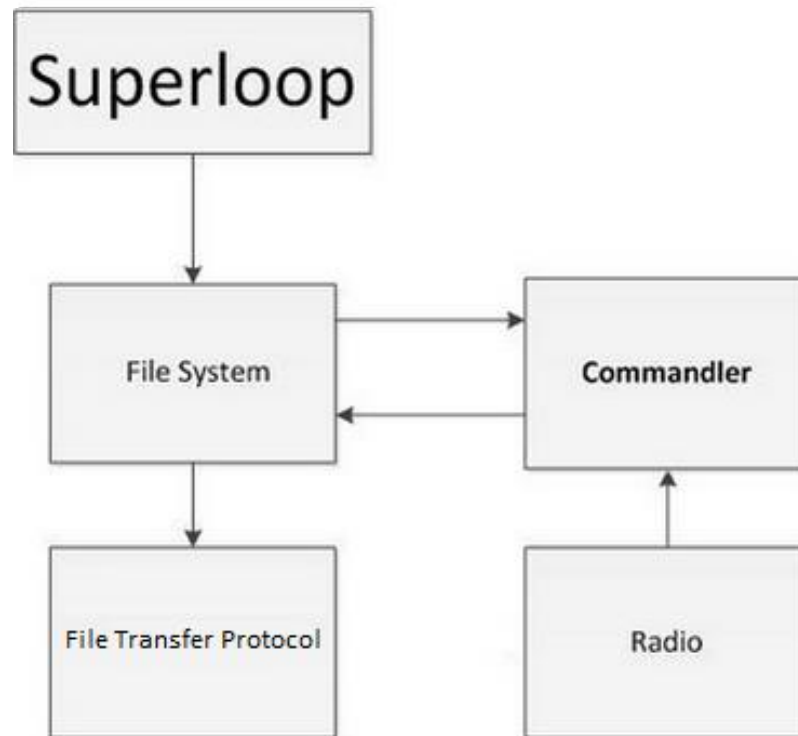 Superloop
File System
Commandler
File Transfer Protocol
Radio